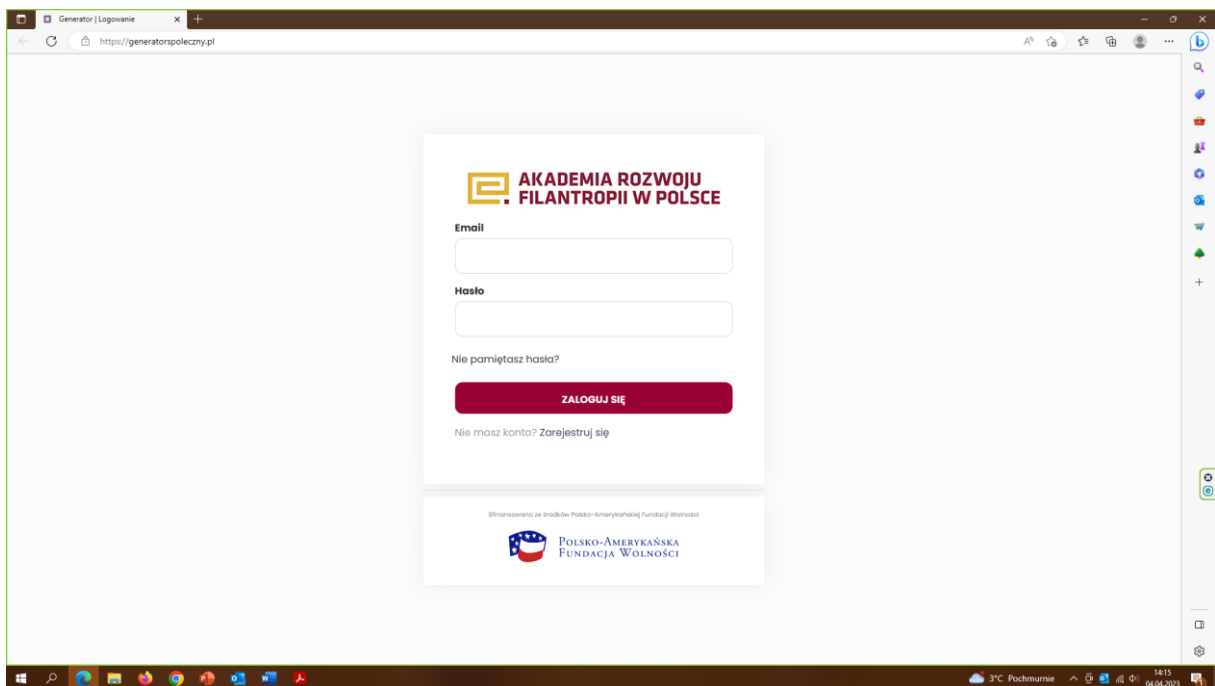 Generator | Logowanie
https://generatorspoleczny.pl
AKADEMIA ROZWOJU
FILANTROPII W POLSCE
Email
Hasło
Nie pamiętasz hasła?
ZALOGUJ SIĘ
Nie masz konta? Zarejestruj się
Sfinansowano ze środków Polsko-Amerykańskiej Fundacji Wolności
POLSKO-AMERYKAŃSKA
FUNDACJA WOLNOŚCI
3°C Pochmurnie
14:15
04.04.2023